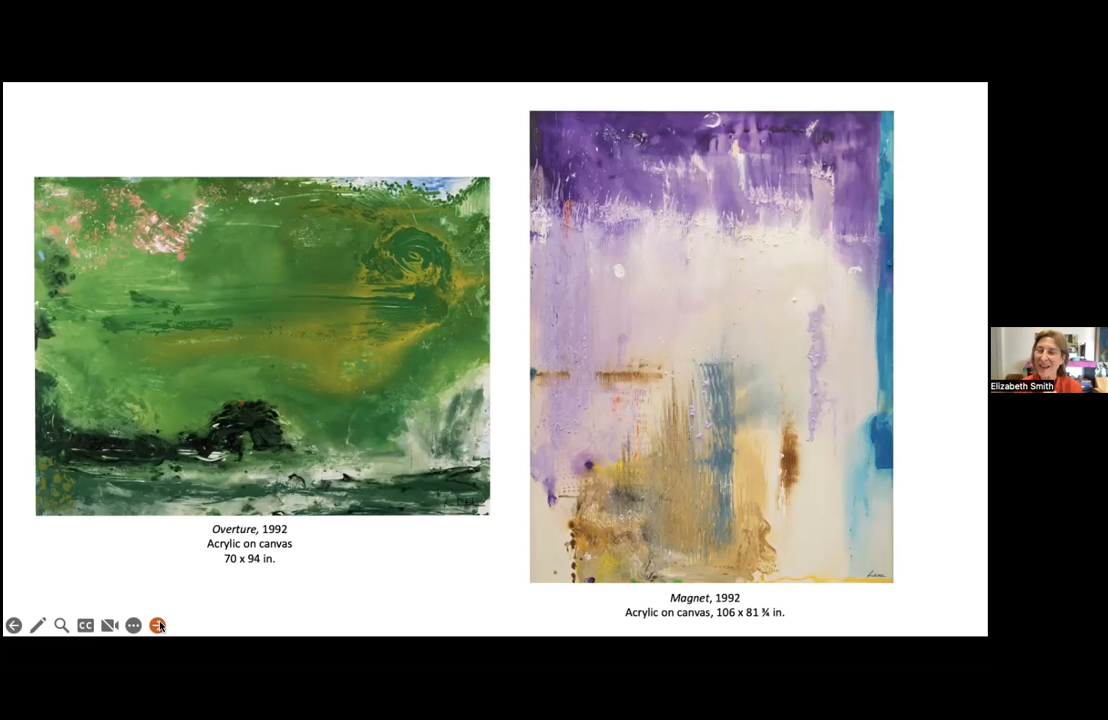 Overture, 1992
Acrylic on canvas
70 x 94 in.
Magnet, 1992
Acrylic on canvas, 106 x 81 ¾ in.
CC
Elizabeth Smith